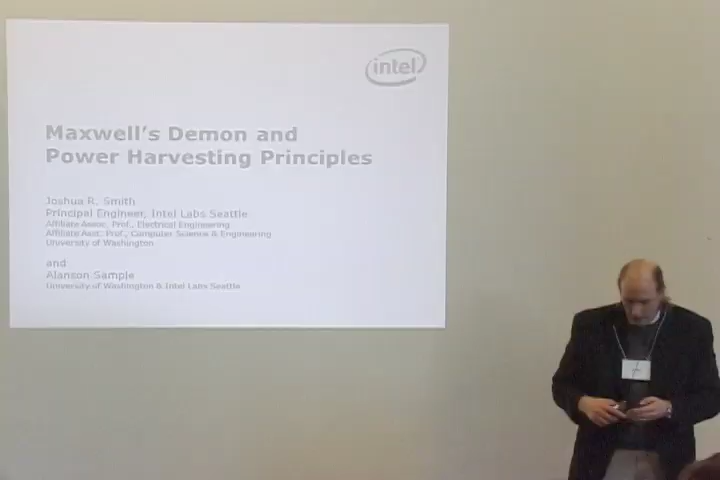 intel
Maxwell's Demon and
Power Harvesting Principles
Joshua R. Smith
Principal Engineer, Intel Labs Seattle
Affiliate Assoc. Prof., Electrical Engineering
Affiliate Asst. Prof., Computer Science & Engineering
University of Washington
and
Alanson Sample
University of Washington & Intel Labs Seattle